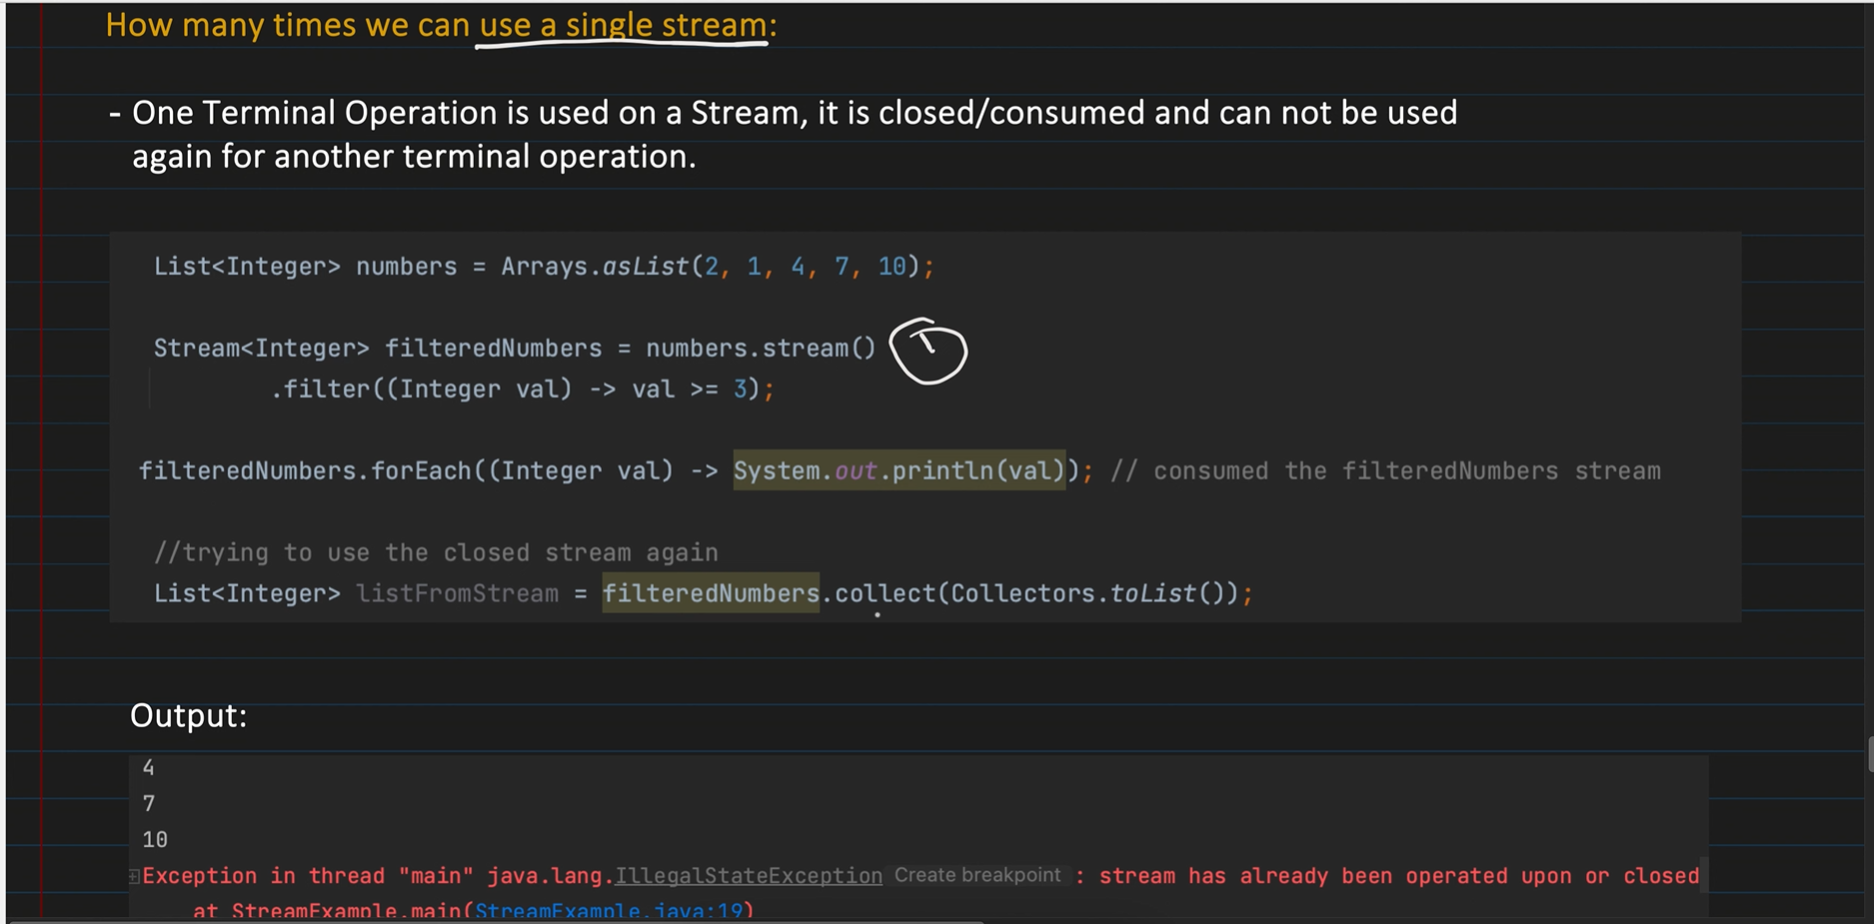 How many times we can use a single stream:
- One Terminal Operation is used on a Stream, it is closed/consumed and can not be used
again for another terminal operation.
List<Integer> numbers = Arrays.asList(2, 1, 4, 7, 10);
Stream<Integer> filteredNumbers = numbers.stream()
.filter((Integer val) -> val >= 3);
filteredNumbers.forEach((Integer val) -> System.out.println(val)); // consumed the filteredNumbers stream
//trying to use the closed stream again
List<Integer> listFromStream = filteredNumbers.collect(Collectors.toList());
Output:
4
7
10
Exception in thread "main" java.lang.IllegalStateException Create breakpoint : stream has already been operated upon or closed
at StreamExample.main(StreamExample.java:19)